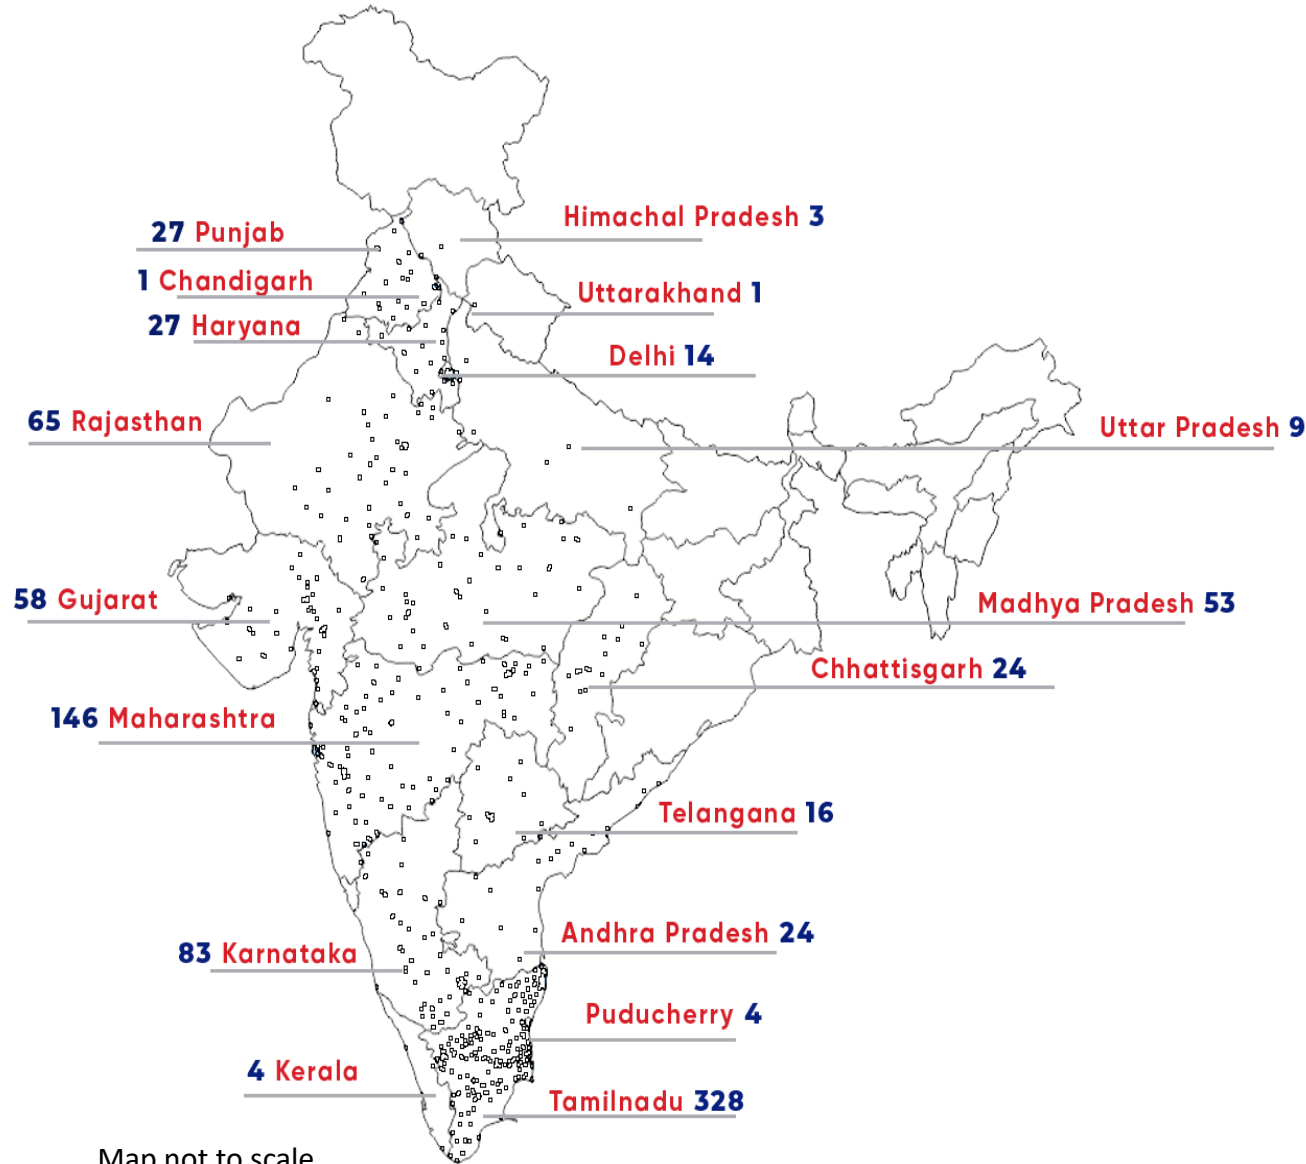 Himachal Pradesh 3
27 Punjab
1 Chandigarh
Uttarakhand 1
27 Haryana
Delhi 14
65 Rajasthan
Uttar Pradesh 9
58 Gujarat
Madhya Pradesh 53
Chhattisgarh 24
146 Maharashtra
Telangana 16
Andhra Pradesh 24
83 Karnataka
Puducherry 4
4 Kerala
Tamilnadu 328
Map not to scale